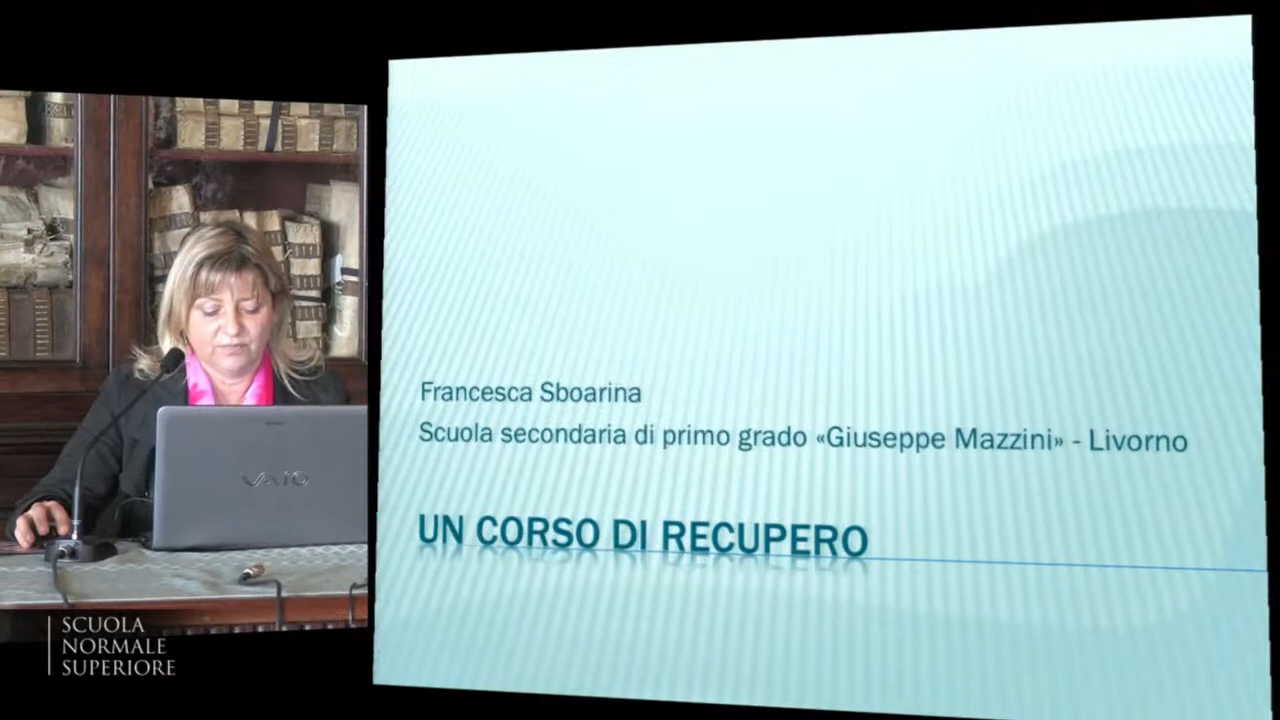 Francesca Sboarina
Scuola secondaria di primo grado «Giuseppe Mazzini» - Livorno
UN CORSO DI RECUPERO
VAIO
SCUOLA
NORMALE
SUPERIORE